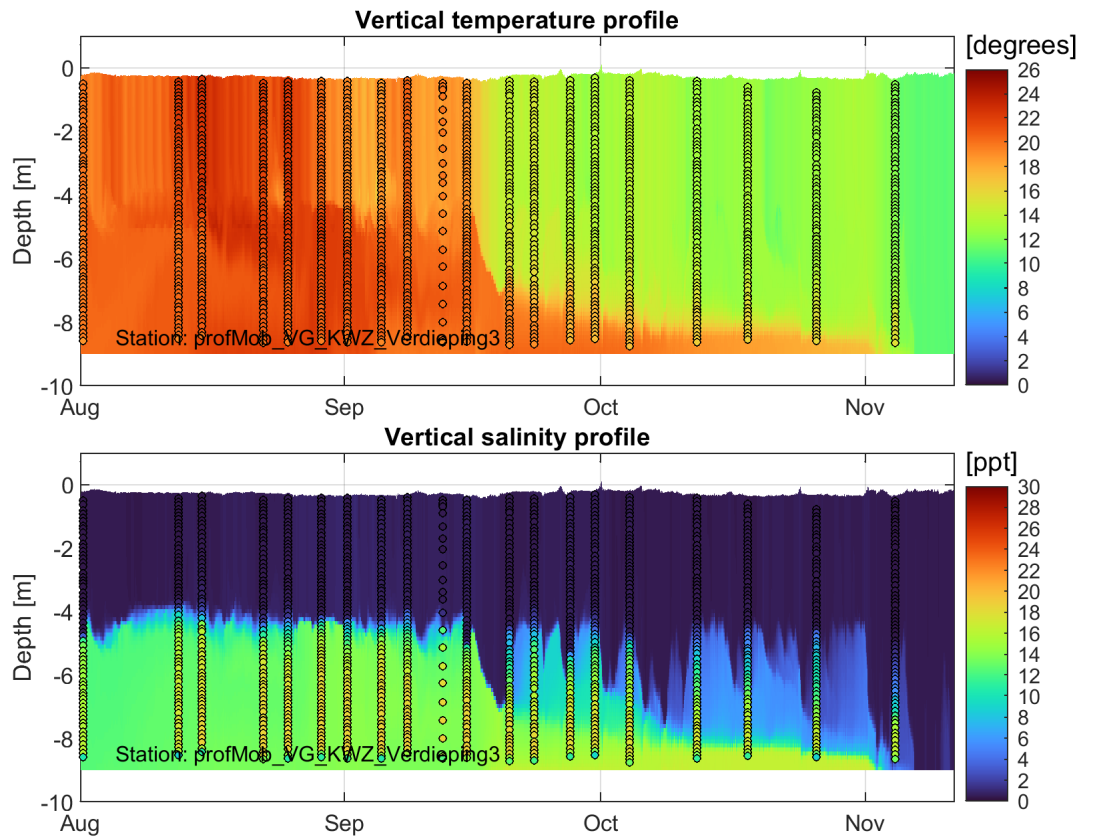 Vertical temperature profile
[degrees]
0
-2
-4
-6
-8
-10
Depth [m]
Station: profMob_VG_KWZ_Verdieping3
Aug
Sep
Oct
Nov
26
24
22
20
18
16
14
12
10
8
6
4
2
0
Vertical salinity profile
[ppt]
0
-2
-4
-6
-8
-10
Depth [m]
Station: profMob_VG_KWZ_Verdieping3
Aug
Sep
Oct
Nov
30
28
26
24
22
20
18
16
14
12
10
8
6
4
2
0